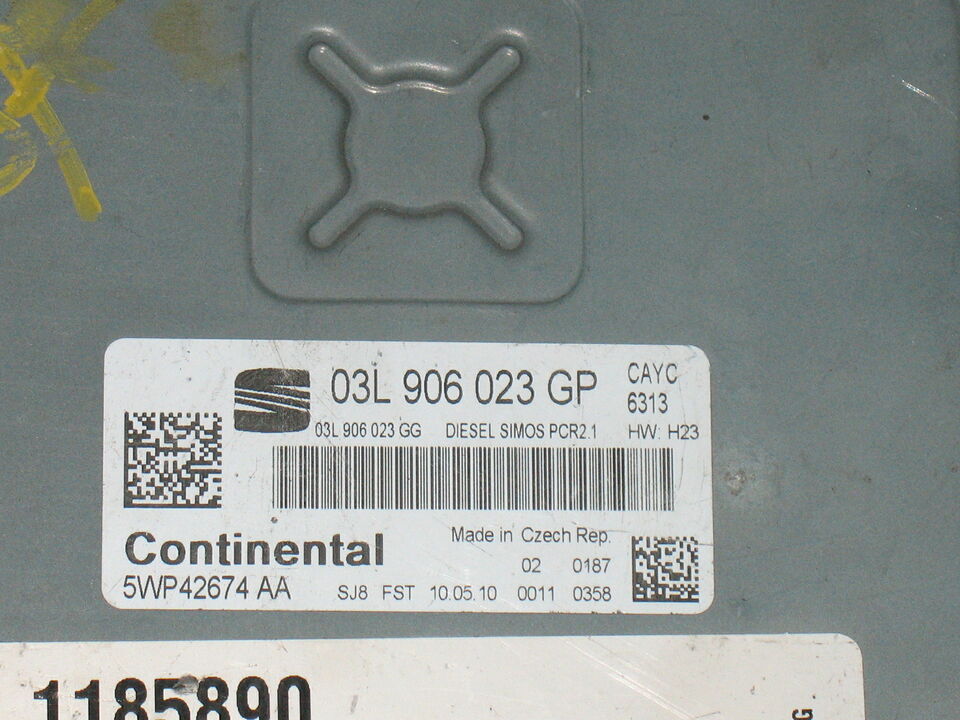 03L 906 023 GP
CAYC
6313
03L 906 023 GG DIESEL SIMOS PCR2.1 HW: H23
Continental
Made in Czech Rep.
02 0187
5WP42674 AA
SJ8 FST 10.05.10 0011 0358
1185890
G